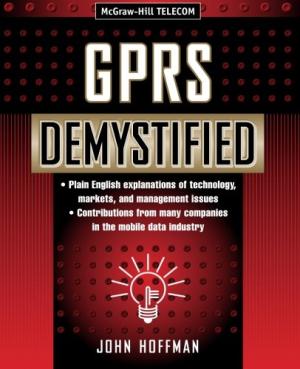 McGraw-Hill TELECOM
GPRS
DEMYSTIFIED
• Plain English explanations of technology,
markets, and management issues
• Contributions from many companies
in the mobile data industry
JOHN HOFFMAN